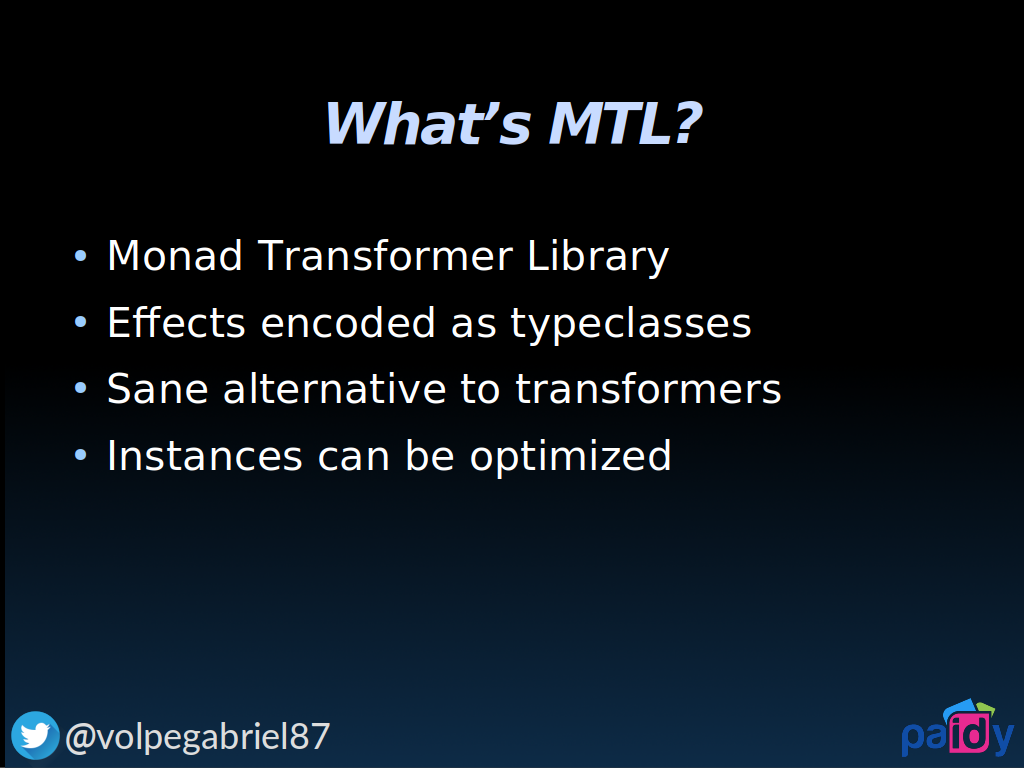 What’s MTL?
• Monad Transformer Library
• Effects encoded as typeclasses
• Sane alternative to transformers
• Instances can be optimized
@volpegabriel87
paidy